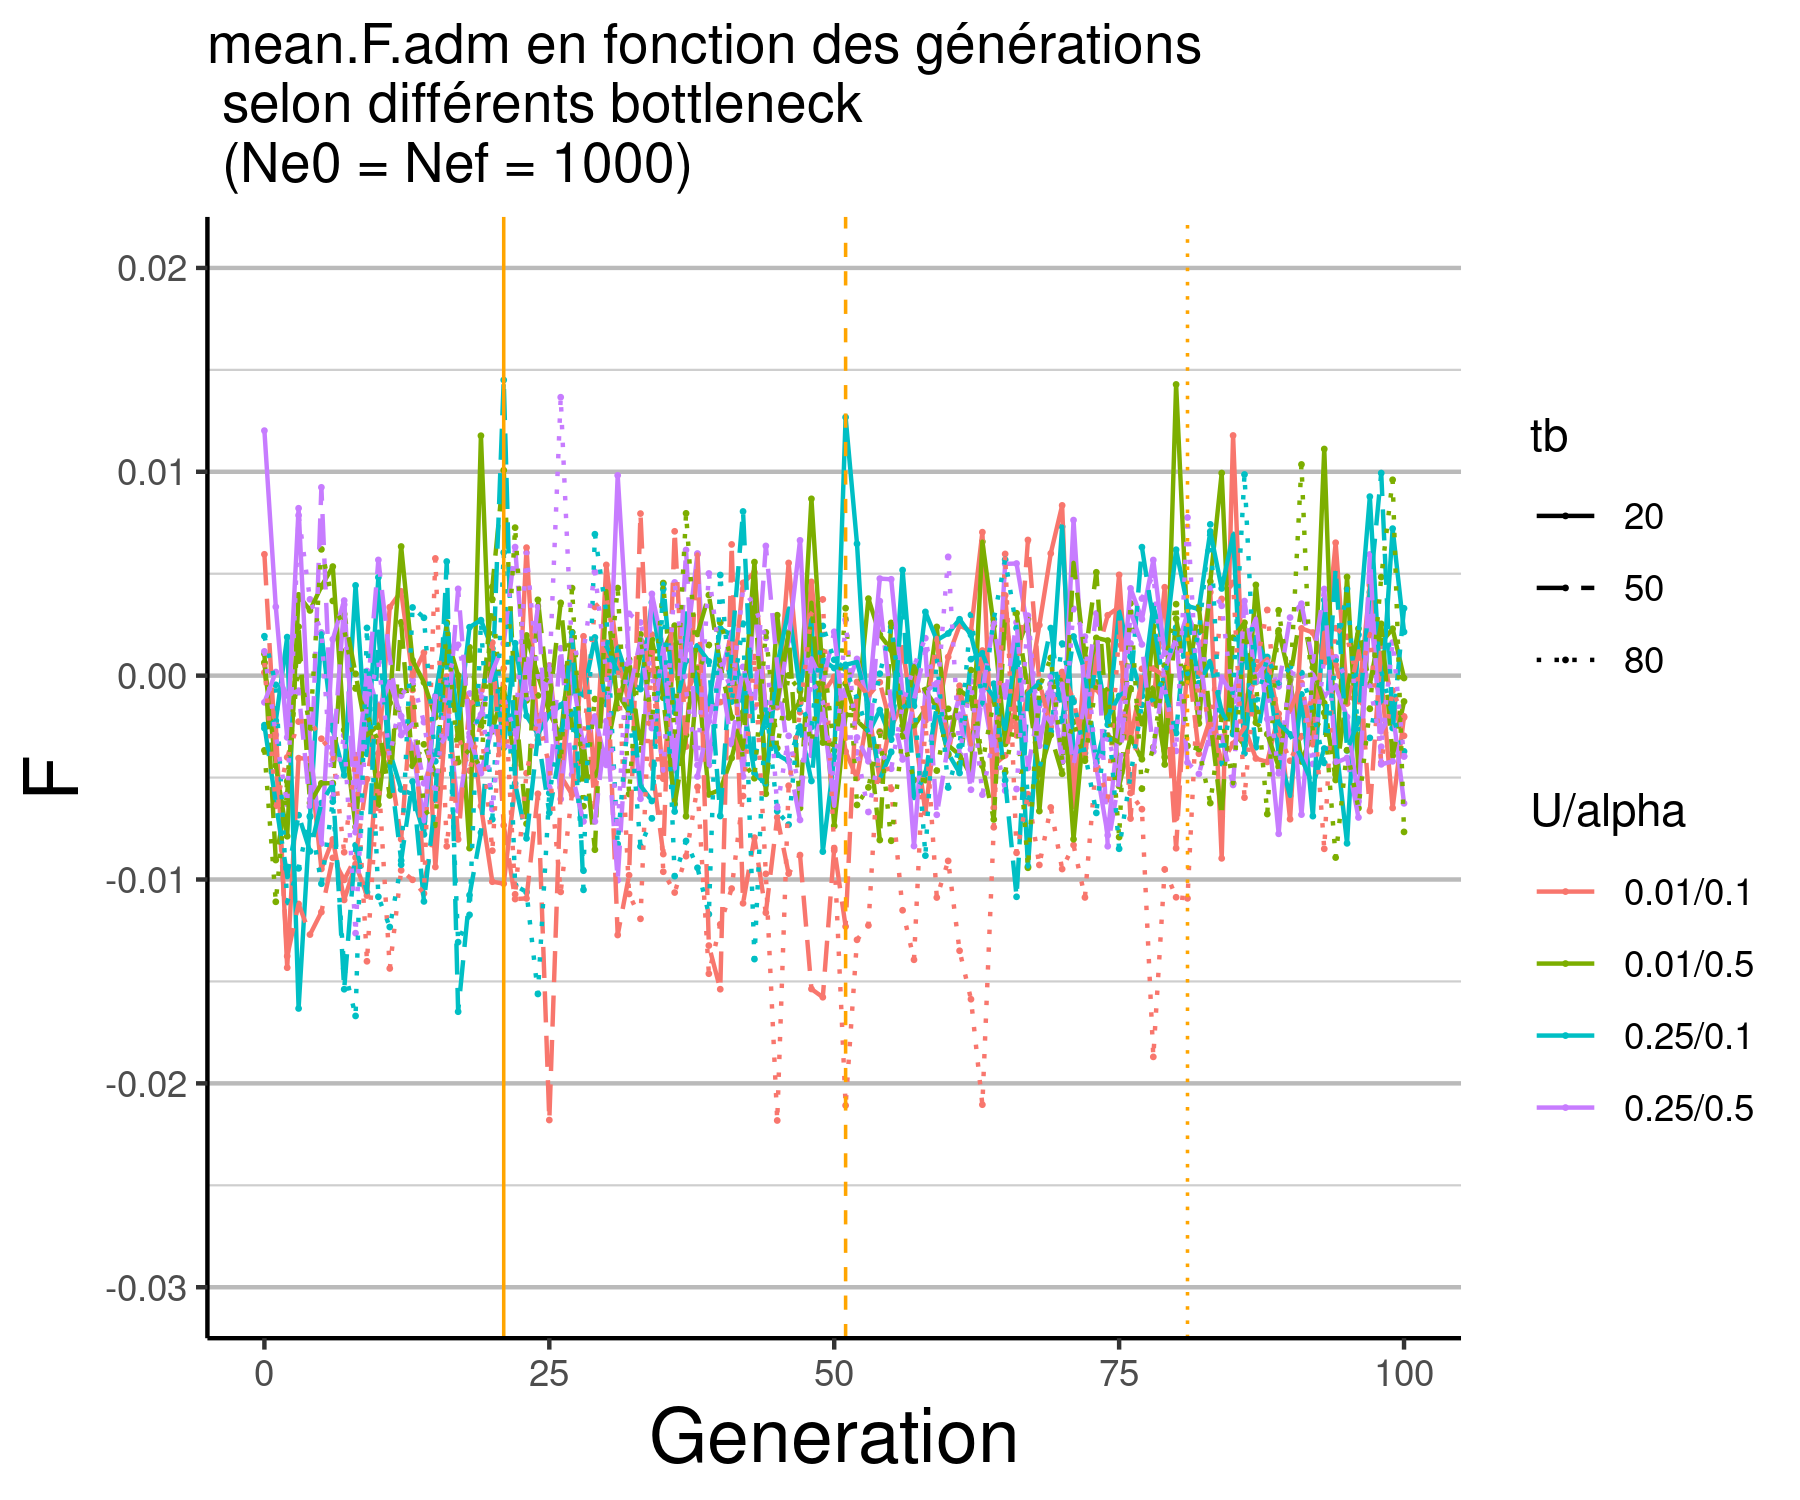 mean.F.adm en fonction des générations
selon différents bottleneck
(Ne0 = Nef = 1000)
F
0.02
0.01
0.00
-0.01
-0.02
-0.03
0
25
50
75
100
Generation
tb
20
50
80
U/alpha
0.01/0.1
0.01/0.5
0.25/0.1
0.25/0.5